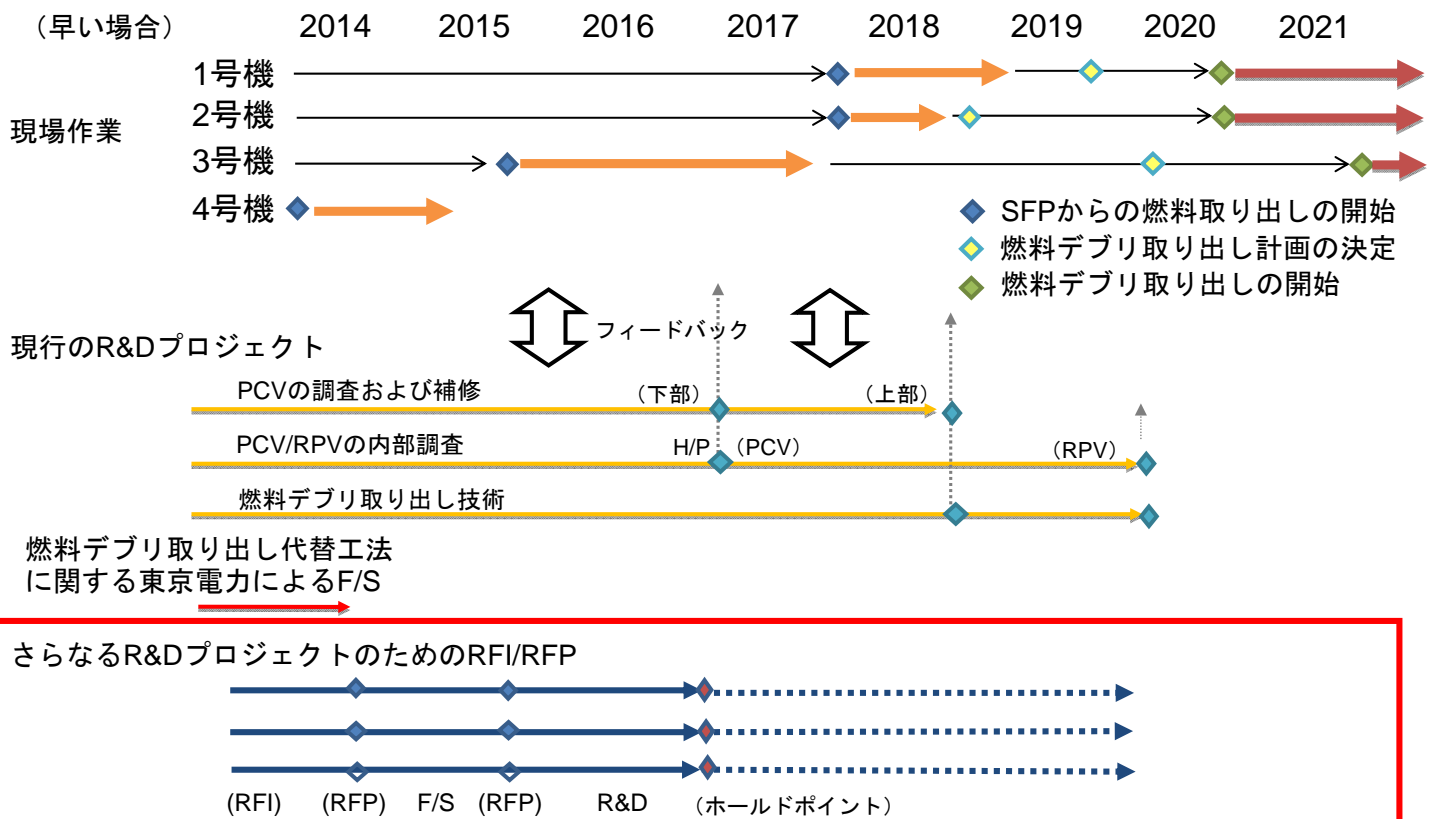 （早い場合） 2014 2015 2016 2017 2018 2019 2020 2021
1号機
2号機
現場作業
3号機
4号機
SFPからの燃料取り出しの開始
燃料デブリ取り出し計画の決定
燃料デブリ取り出しの開始
フィードバック
現行のR&Dプロジェクト
PCVの調査および補修 （下部） （上部）
PCV/RPVの内部調査 H/P （PCV） （RPV）
燃料デブリ取り出し技術
燃料デブリ取り出し代替工法
に関する東京電力によるF/S
さらなるR&DプロジェクトのためのRFI/RFP
(RFI) (RFP) F/S (RFP) R&D （ホールドポイント）